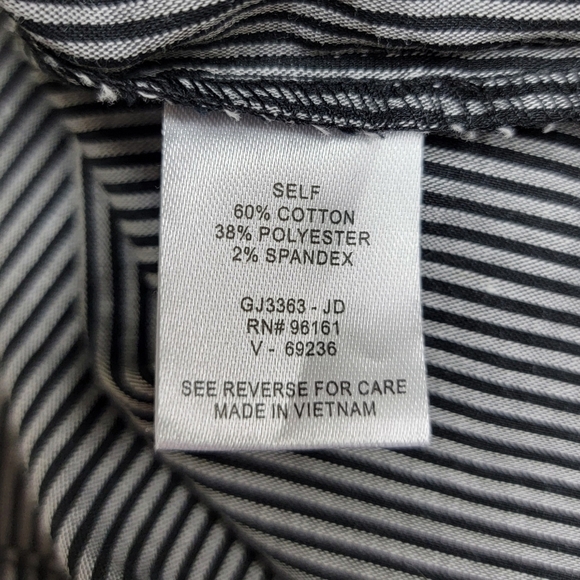 SELF
60% COTTON
38% POLYESTER
2% SPANDEX
GJ3363 - JD
RN# 96161
V - 69236
SEE REVERSE FOR CARE
MADE IN VIETNAM